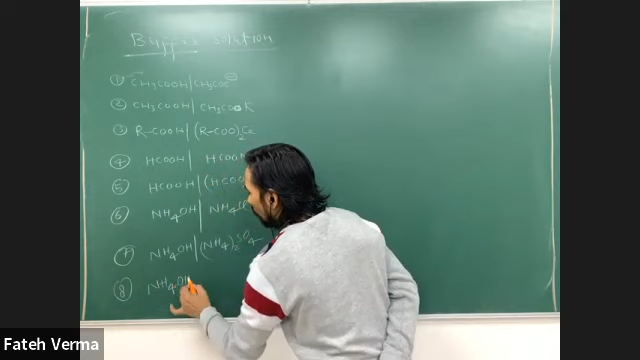 Buffer solution
① CH3COOH | CH3COO⊖
② CH3COOH | CH3COOK
③ R-COOH | (R-COO)2Ca
④ HCOOH | HCOO
⑤ HCOOH | (HCOO
⑥ NH4OH | NH4
⑦ NH4OH | (NH4)2SO4
⑧ NH4OH
Fateh Verma